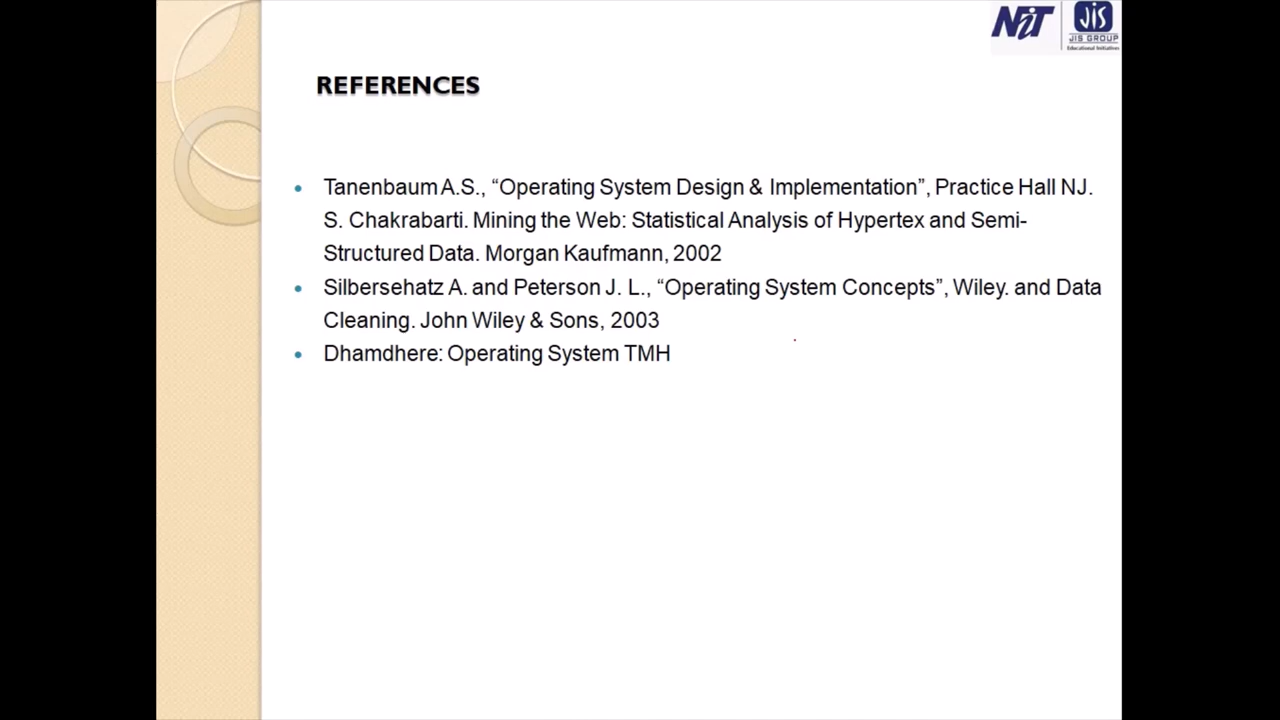 NiT
JIS
JIS GROUP
Educational Initiatives
REFERENCES
• Tanenbaum A.S., “Operating System Design & Implementation”, Practice Hall NJ.
S. Chakrabarti. Mining the Web: Statistical Analysis of Hypertex and Semi-
Structured Data. Morgan Kaufmann, 2002
• Silbersehatz A. and Peterson J. L., “Operating System Concepts”, Wiley. and Data
Cleaning. John Wiley & Sons, 2003
• Dhamdhere: Operating System TMH